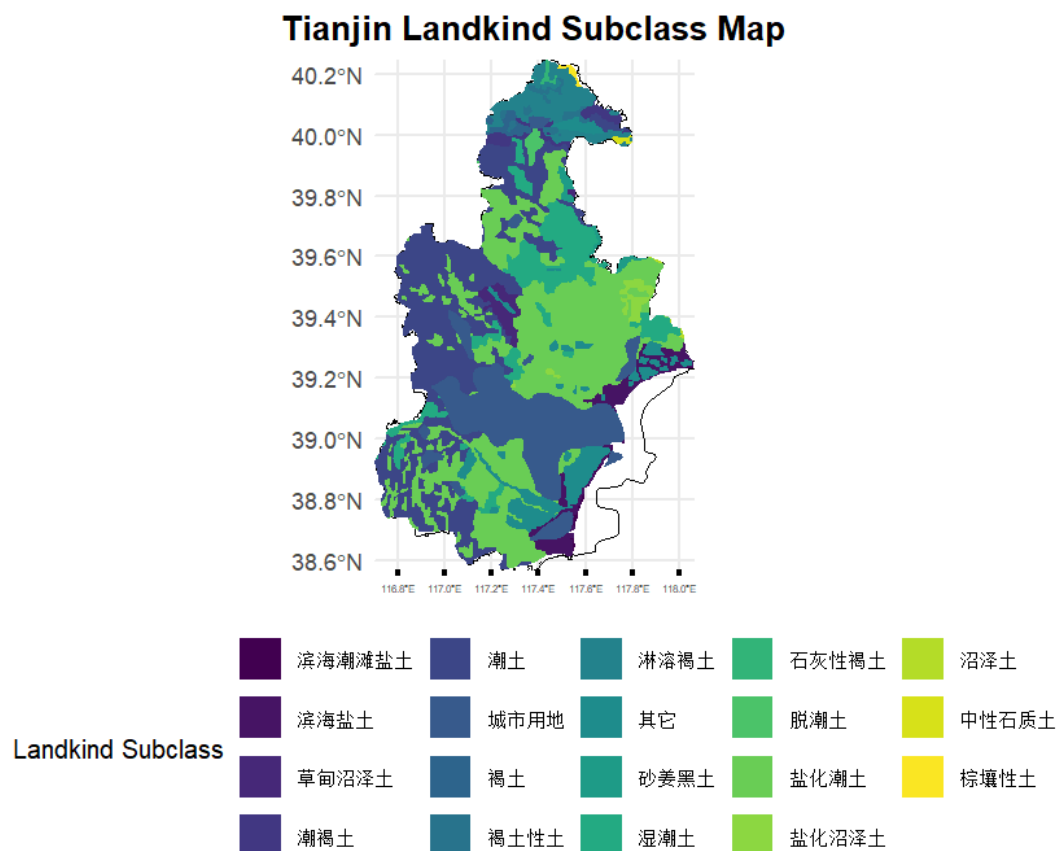 Tianjin Landkind Subclass Map
40.2°N
40.0°N
39.8°N
39.6°N
39.4°N
39.2°N
39.0°N
38.8°N
38.6°N
116.8°E 117.0°E 117.2°E 117.4°E 117.6°E 117.8°E 118.0°E
滨海潮滩盐土 潮土 淋溶褐土 石灰性褐土 沼泽土
滨海盐土 城市用地 其它 脱潮土 中性石质土
Landkind Subclass
草甸沼泽土 褐土 砂姜黑土 盐化潮土 棕壤性土
潮褐土 褐土性土 湿潮土 盐化沼泽土